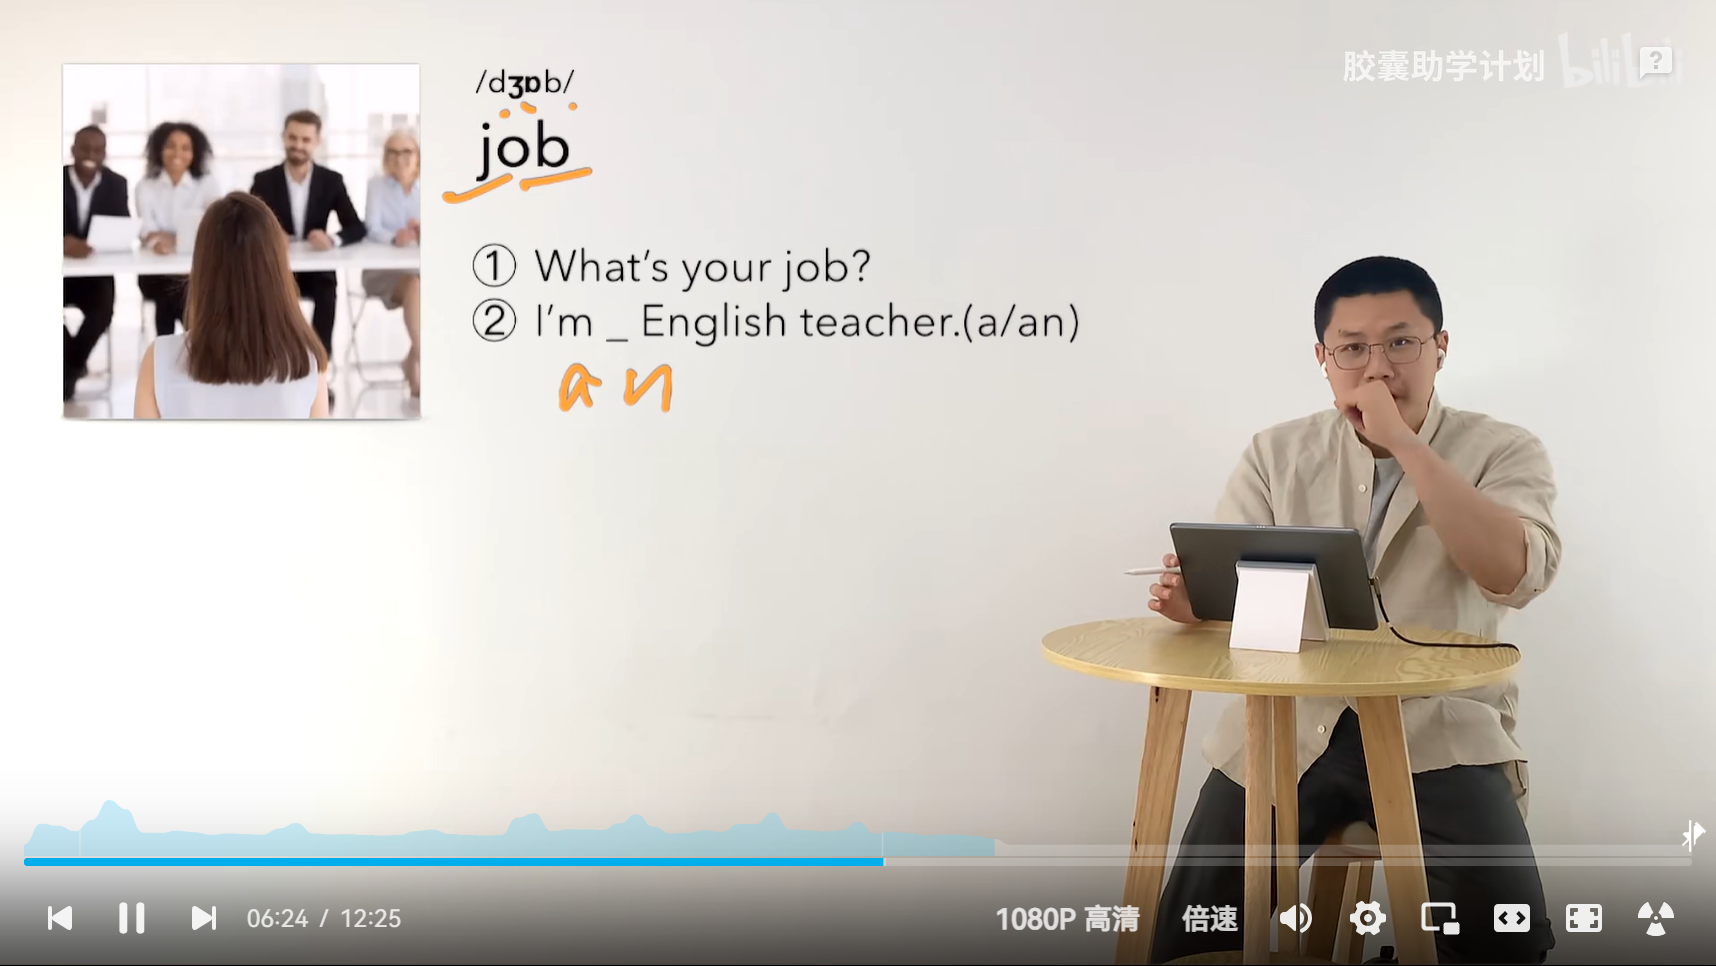 胶囊助学计划 bilibili
/dʒɒb/
job
① What's your job?
② I'm _ English teacher.(a/an)
an
06:24 / 12:25
1080P 高清
倍速